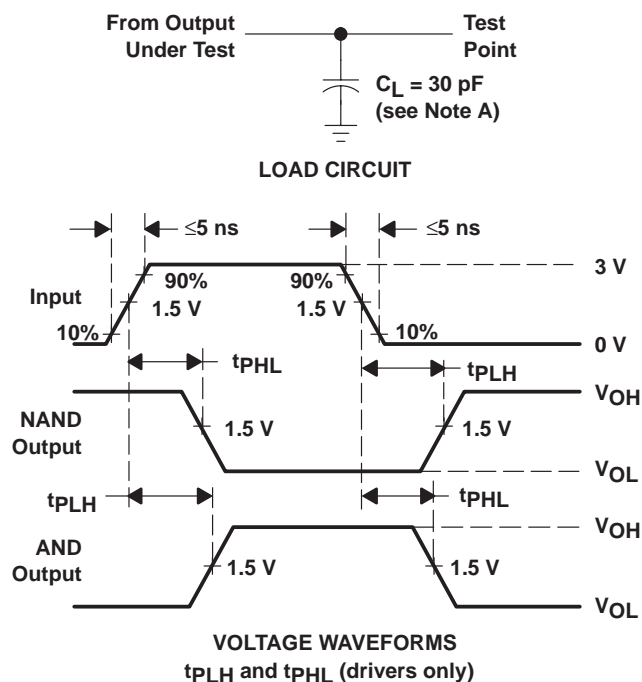 From Output
Under Test
Test
Point
CL = 30 pF
(see Note A)
LOAD CIRCUIT
≤5 ns
≤5 ns
3 V
90%
90%
Input
1.5 V
1.5 V
10%
10%
0 V
tPHL
tPLH
VOH
NAND
Output
1.5 V
1.5 V
VOL
tPLH
tPHL
VOH
AND
Output
1.5 V
1.5 V
VOL
VOLTAGE WAVEFORMS
tPLH and tPHL (drivers only)